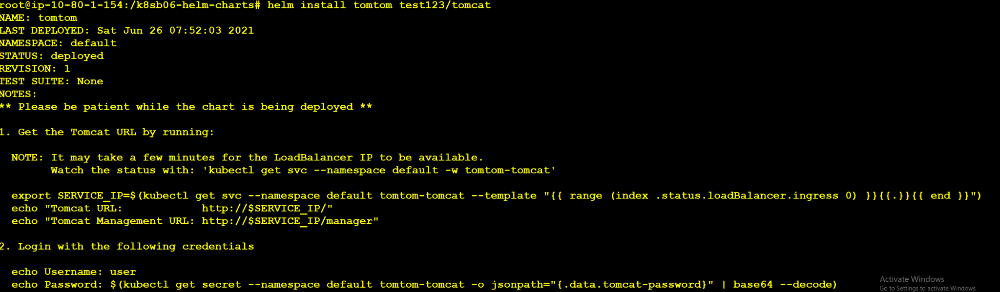 root@ip-10-80-1-154:/k8sb06-helm-charts# helm install tomtom test123/tomcat
NAME: tomtom
LAST DEPLOYED: Sat Jun 26 07:52:03 2021
NAMESPACE: default
STATUS: deployed
REVISION: 1
TEST SUITE: None
NOTES:
** Please be patient while the chart is being deployed **
1. Get the Tomcat URL by running:
NOTE: It may take a few minutes for the LoadBalancer IP to be available.
Watch the status with: 'kubectl get svc --namespace default -w tomtom-tomcat'
export SERVICE_IP=$(kubectl get svc --namespace default tomtom-tomcat --template "{{ range (index .status.loadBalancer.ingress 0) }}{{.}}{{ end }}")
echo "Tomcat URL:            http://$SERVICE_IP/"
echo "Tomcat Management URL: http://$SERVICE_IP/manager"
2. Login with the following credentials
echo Username: user
echo Password: $(kubectl get secret --namespace default tomtom-tomcat -o jsonpath="{.data.tomcat-password}" | base64 --decode)
Activate Windows
Go to Settings to activate Windows.